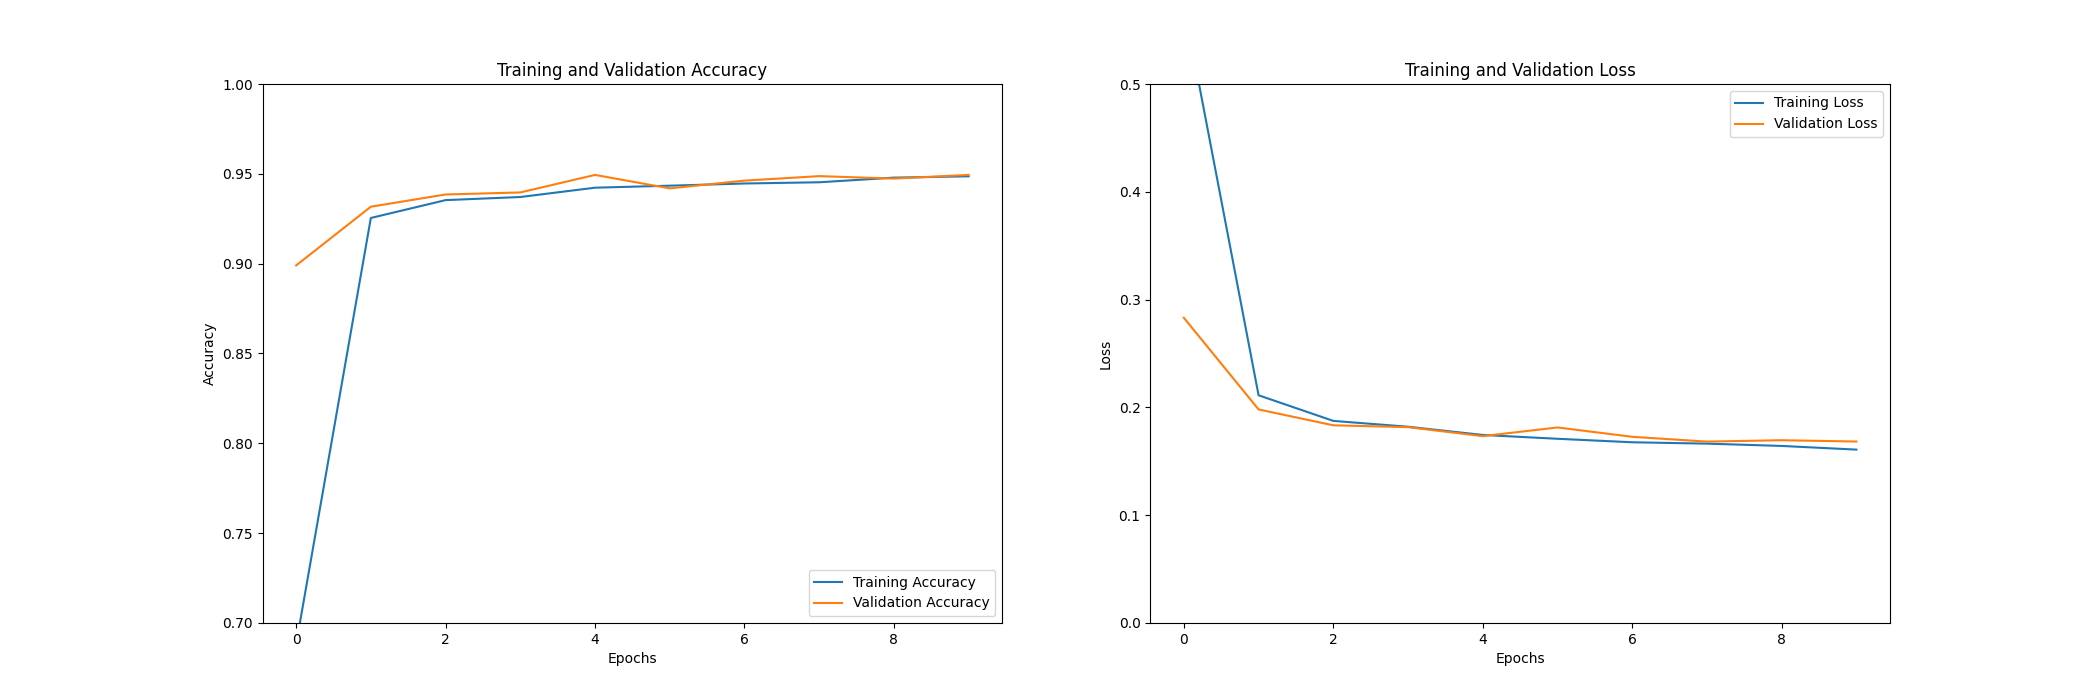 Training and Validation Accuracy
1.00
0.95
0.90
0.85
0.80
0.75
0.70
Accuracy
0
2
4
6
8
Epochs
Training Accuracy
Validation Accuracy
Training and Validation Loss
0.5
0.4
0.3
0.2
0.1
0.0
Loss
0
2
4
6
8
Epochs
Training Loss
Validation Loss